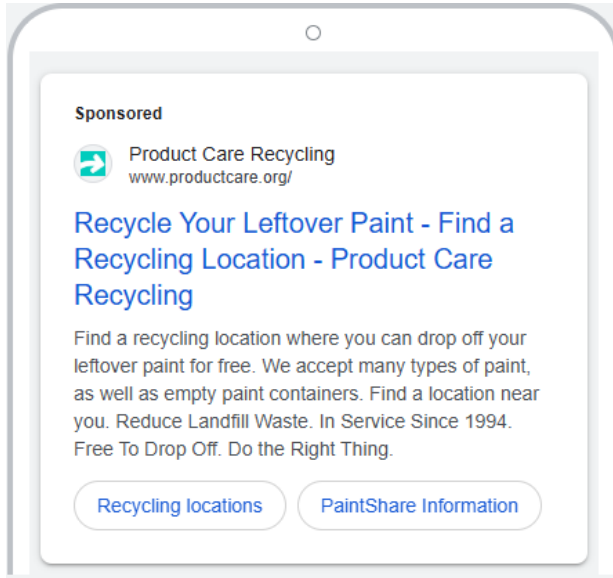 Sponsored
Product Care Recycling
www.productcare.org/
Recycle Your Leftover Paint - Find a
Recycling Location - Product Care
Recycling
Find a recycling location where you can drop off your
leftover paint for free. We accept many types of paint,
as well as empty paint containers. Find a location near
you. Reduce Landfill Waste. In Service Since 1994.
Free To Drop Off. Do the Right Thing.
Recycling locations
PaintShare Information